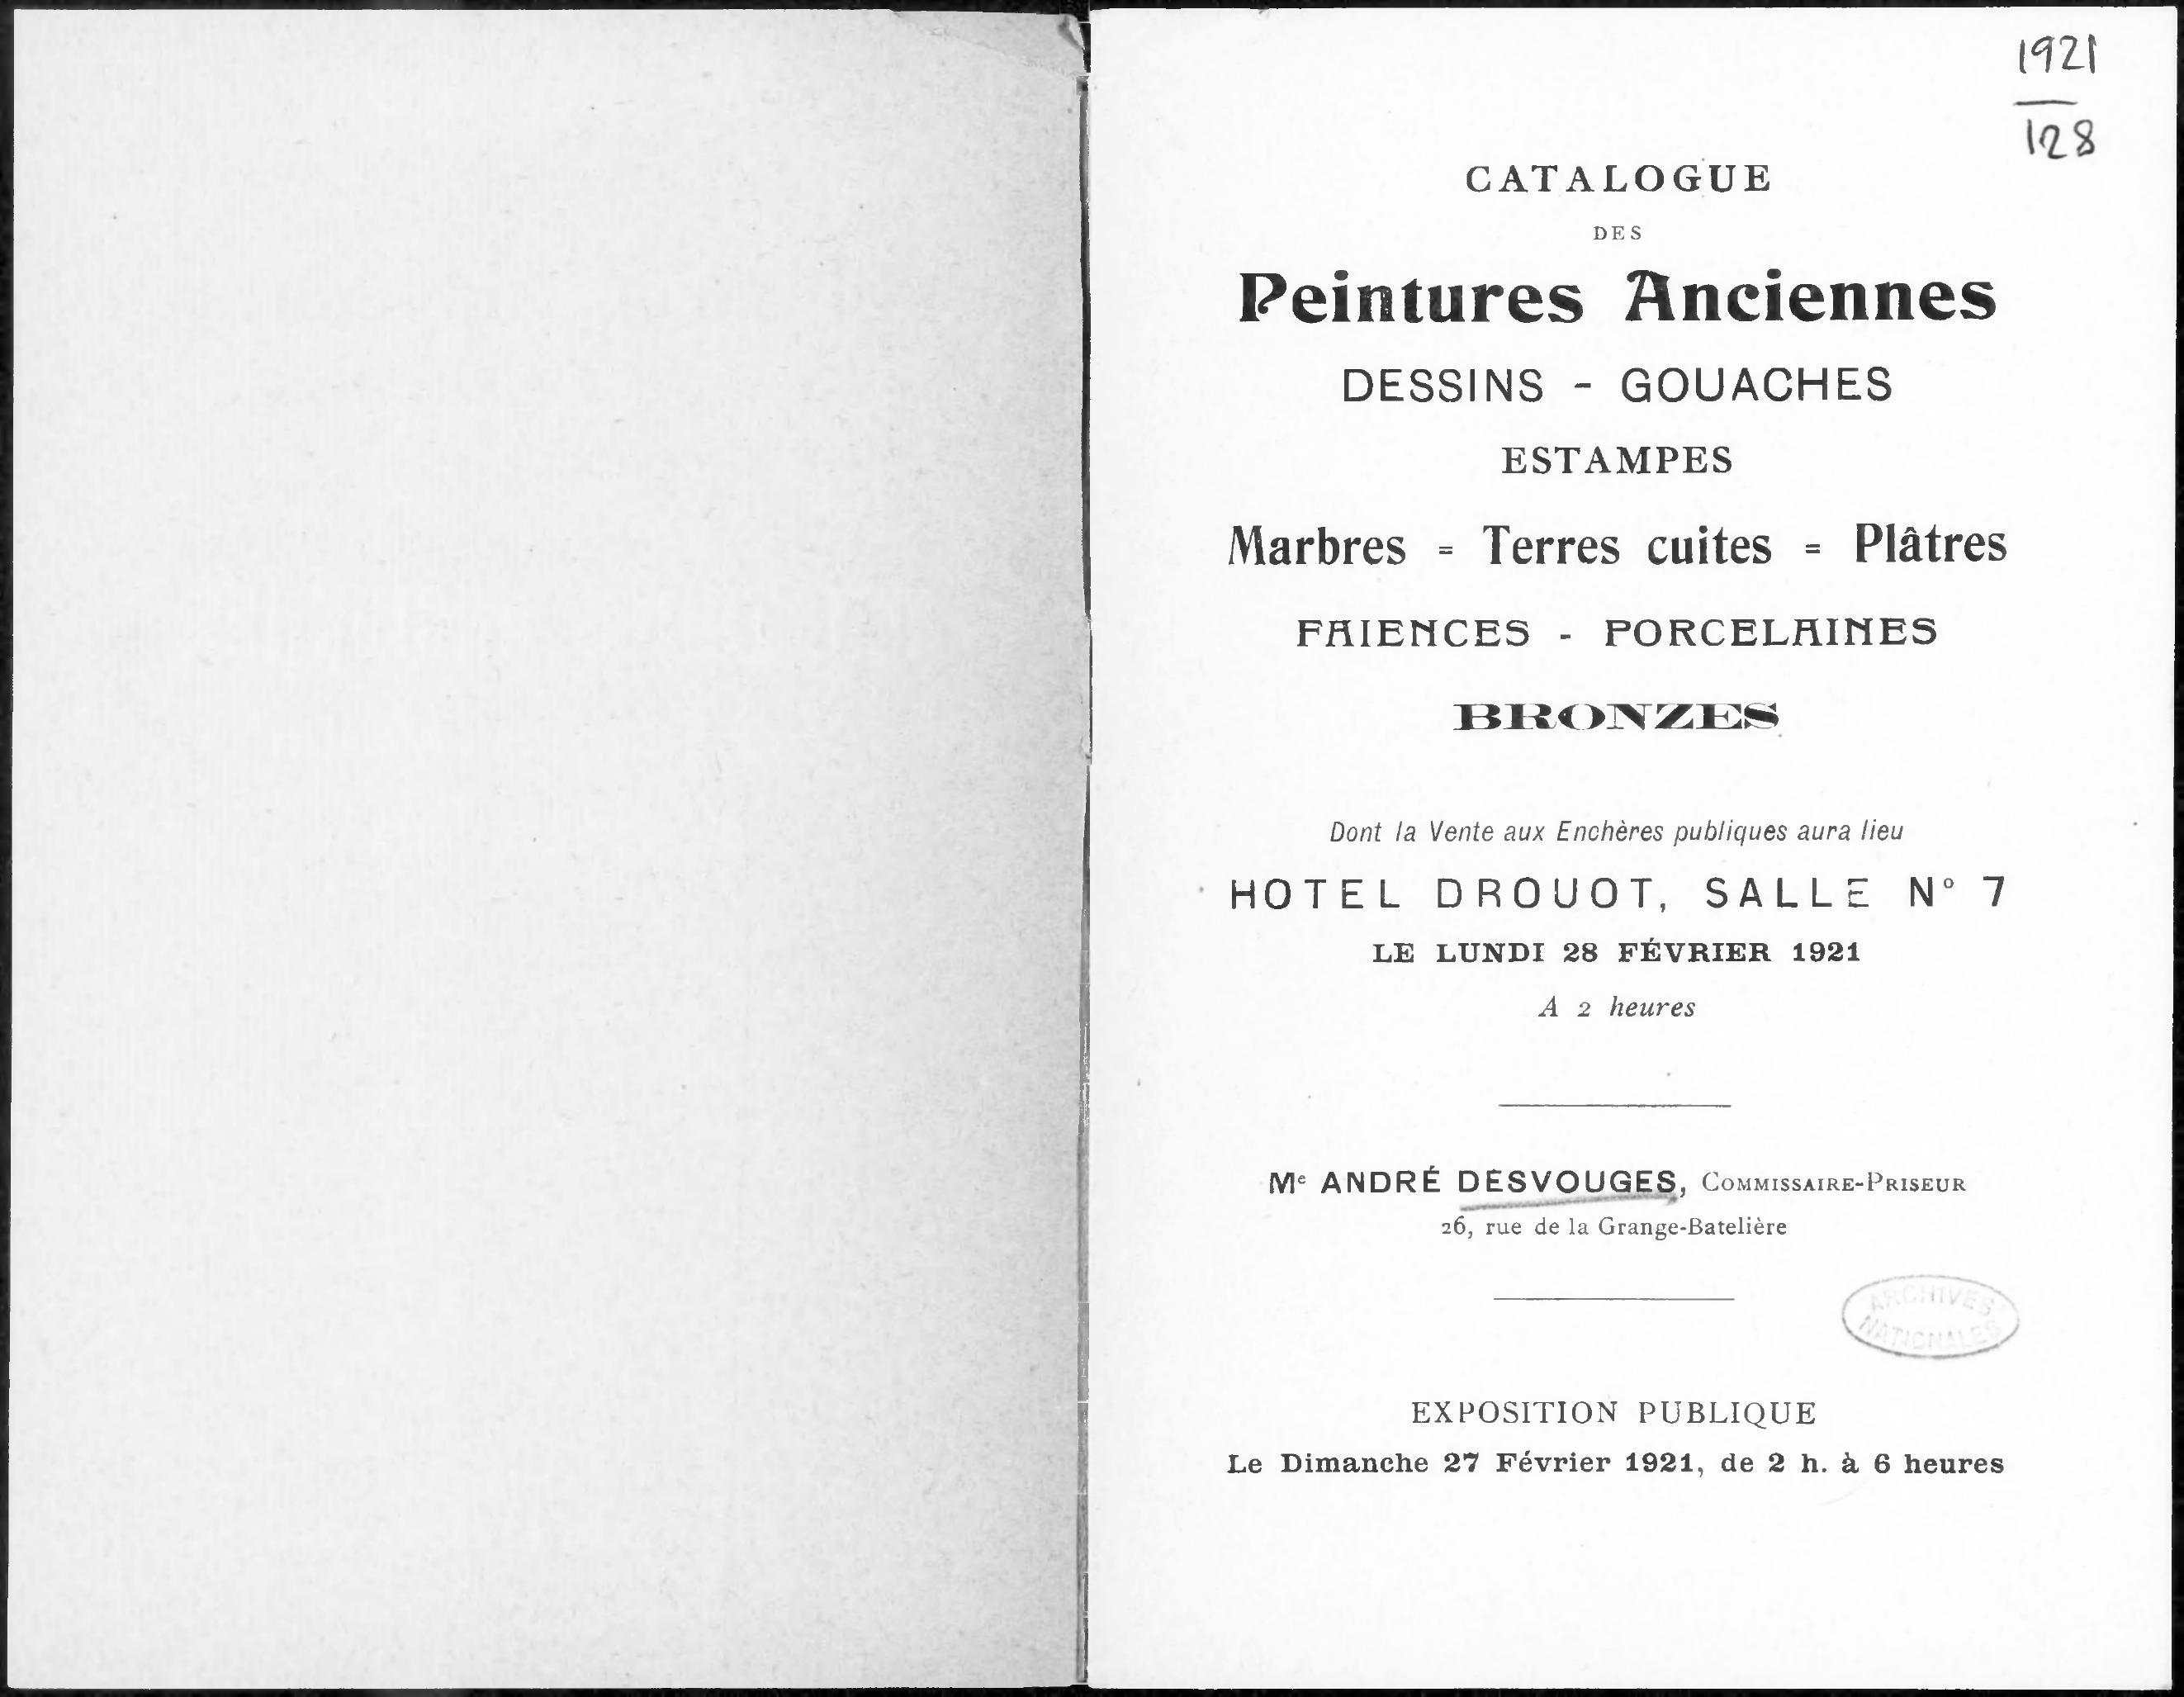 1921
128
CATALOGUE
DES
Peintures Anciennes
DESSINS - GOUACHES
ESTAMPES
Marbres = Terres cuites = Plâtres
FAIENCES - PORCELAINES
BRONZES
Dont la Vente aux Enchères publiques aura lieu
HOTEL DROUOT, SALLE N° 7
LE LUNDI 28 FÉVRIER 1921
A 2 heures
Me ANDRÉ DESVOUGES, COMMISSAIRE-PRISEUR
26, rue de la Grange-Batelière
ARCHIVES
NATIONALES
EXPOSITION PUBLIQUE
Le Dimanche 27 Février 1921, de 2 h. à 6 heures